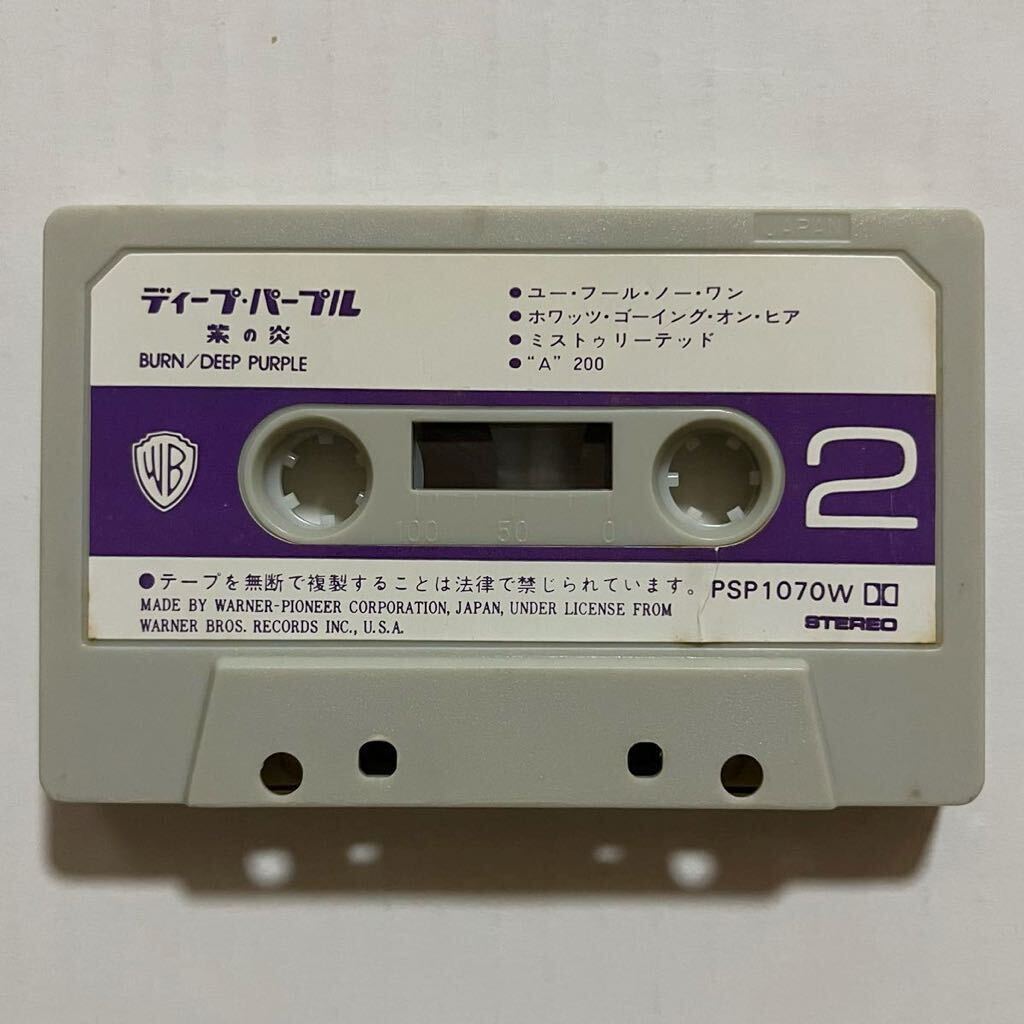 JAPAN
ディープ・パープル
紫の炎
BURN/DEEP PURPLE
●ユー・フール・ノー・ワン
●ホワッツ・ゴーイング・オン・ヒア
●ミストゥリーテッド
●"A" 200
WB
2
100 50 0
●テープを無断で複製することは法律で禁じられています。
MADE BY WARNER-PIONEER CORPORATION, JAPAN, UNDER LICENSE FROM
WARNER BROS. RECORDS INC., U.S.A.
PSP1070W
STEREO